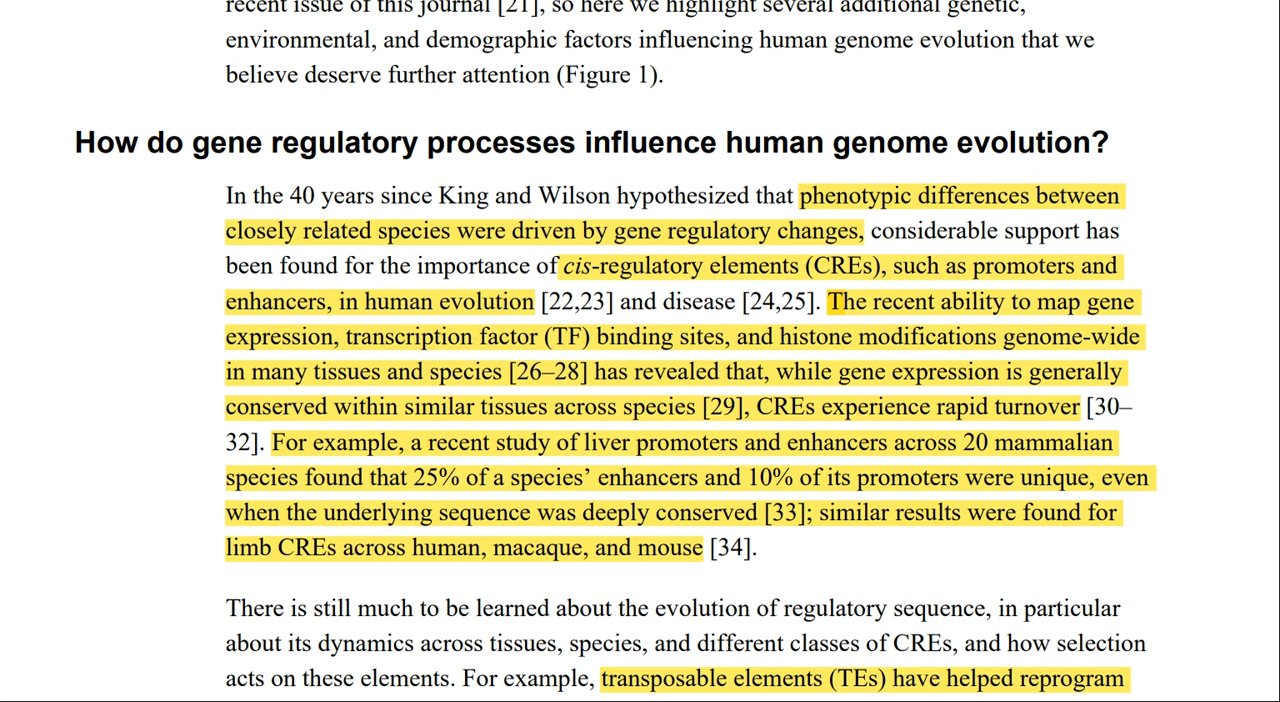 recent issue of this journal [21], so here we highlight several additional genetic,
environmental, and demographic factors influencing human genome evolution that we
believe deserve further attention (Figure 1).
How do gene regulatory processes influence human genome evolution?
In the 40 years since King and Wilson hypothesized that phenotypic differences between
closely related species were driven by gene regulatory changes, considerable support has
been found for the importance of cis-regulatory elements (CREs), such as promoters and
enhancers, in human evolution [22,23] and disease [24,25]. The recent ability to map gene
expression, transcription factor (TF) binding sites, and histone modifications genome-wide
in many tissues and species [26–28] has revealed that, while gene expression is generally
conserved within similar tissues across species [29], CREs experience rapid turnover [30–
32]. For example, a recent study of liver promoters and enhancers across 20 mammalian
species found that 25% of a species’ enhancers and 10% of its promoters were unique, even
when the underlying sequence was deeply conserved [33]; similar results were found for
limb CREs across human, macaque, and mouse [34].
There is still much to be learned about the evolution of regulatory sequence, in particular
about its dynamics across tissues, species, and different classes of CREs, and how selection
acts on these elements. For example, transposable elements (TEs) have helped reprogram